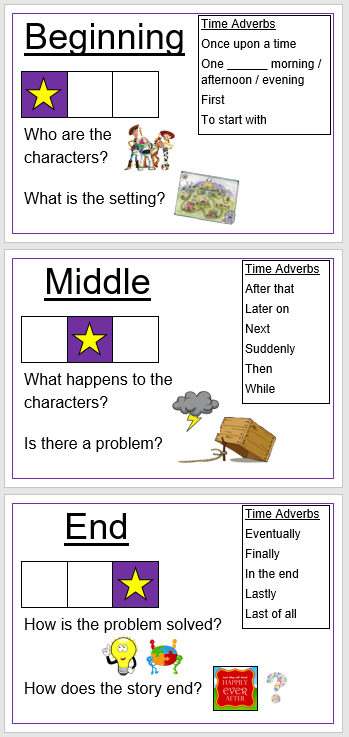 Beginning
Time Adverbs
Once upon a time
One ______ morning /
afternoon / evening
First
To start with
Who are the
characters?
What is the setting?
Middle
Time Adverbs
After that
Later on
Next
Suddenly
Then
While
What happens to the
characters?
Is there a problem?
End
Time Adverbs
Eventually
Finally
In the end
Lastly
Last of all
How is the problem solved?
How does the story end?
HAPPILY
EVER
AFTER